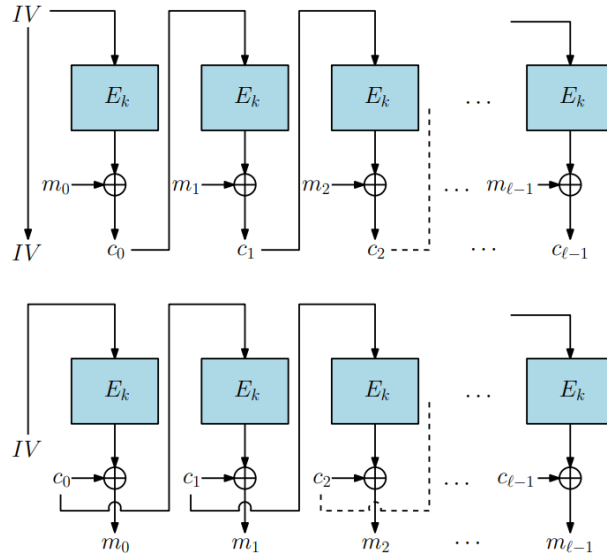 IV
E_k E_k E_k ... E_k
m_0 m_1 m_2 ... m_{ℓ−1}
IV c_0 c_1 c_2 ... c_{ℓ−1}
E_k E_k E_k ... E_k
IV
c_0 c_1 c_2 ... c_{ℓ−1}
m_0 m_1 m_2 ... m_{ℓ−1}